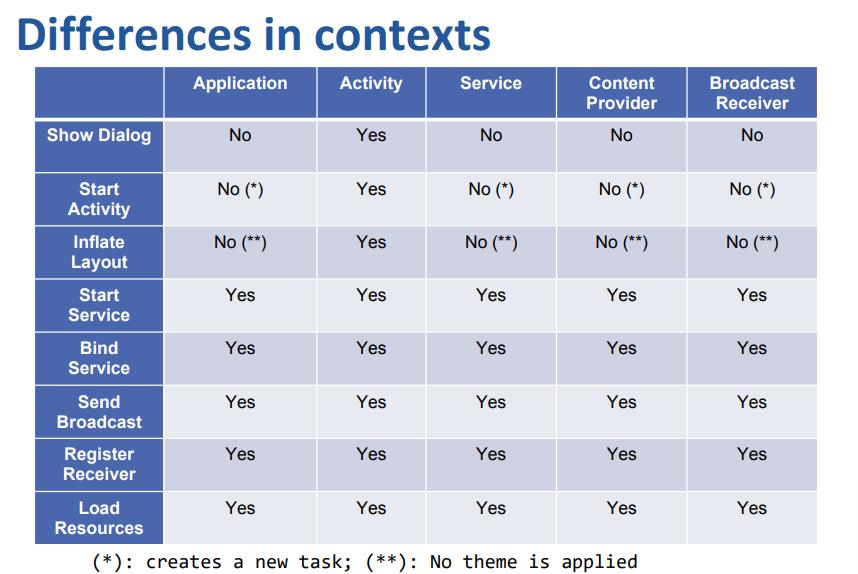 Differences in contexts
Application Activity Service Content Provider Broadcast Receiver
Show Dialog No Yes No No No
Start Activity No (*) Yes No (*) No (*) No (*)
Inflate Layout No (**) Yes No (**) No (**) No (**)
Start Service Yes Yes Yes Yes Yes
Bind Service Yes Yes Yes Yes Yes
Send Broadcast Yes Yes Yes Yes Yes
Register Receiver Yes Yes Yes Yes Yes
Load Resources Yes Yes Yes Yes Yes
(*): creates a new task; (**): No theme is applied